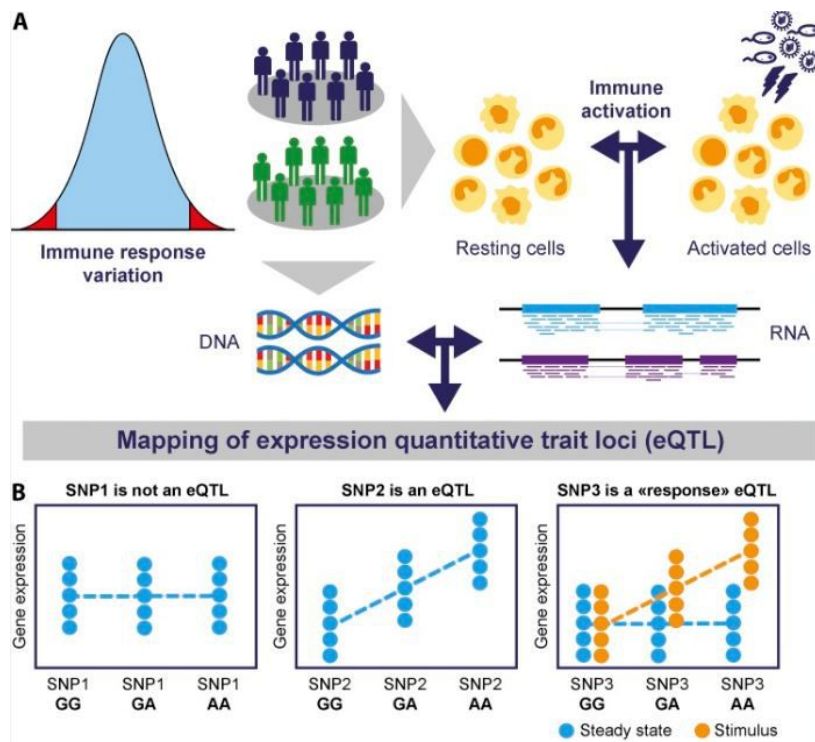 A
Immune response
variation
Immune
activation
Resting cells
Activated cells
DNA
RNA
Mapping of expression quantitative trait loci (eQTL)
B
SNP1 is not an eQTL
SNP2 is an eQTL
SNP3 is a «response» eQTL
Gene expression
Gene expression
Gene expression
SNP1 SNP1 SNP1
GG GA AA
SNP2 SNP2 SNP2
GG GA AA
SNP3 SNP3 SNP3
GG GA AA
Steady state Stimulus